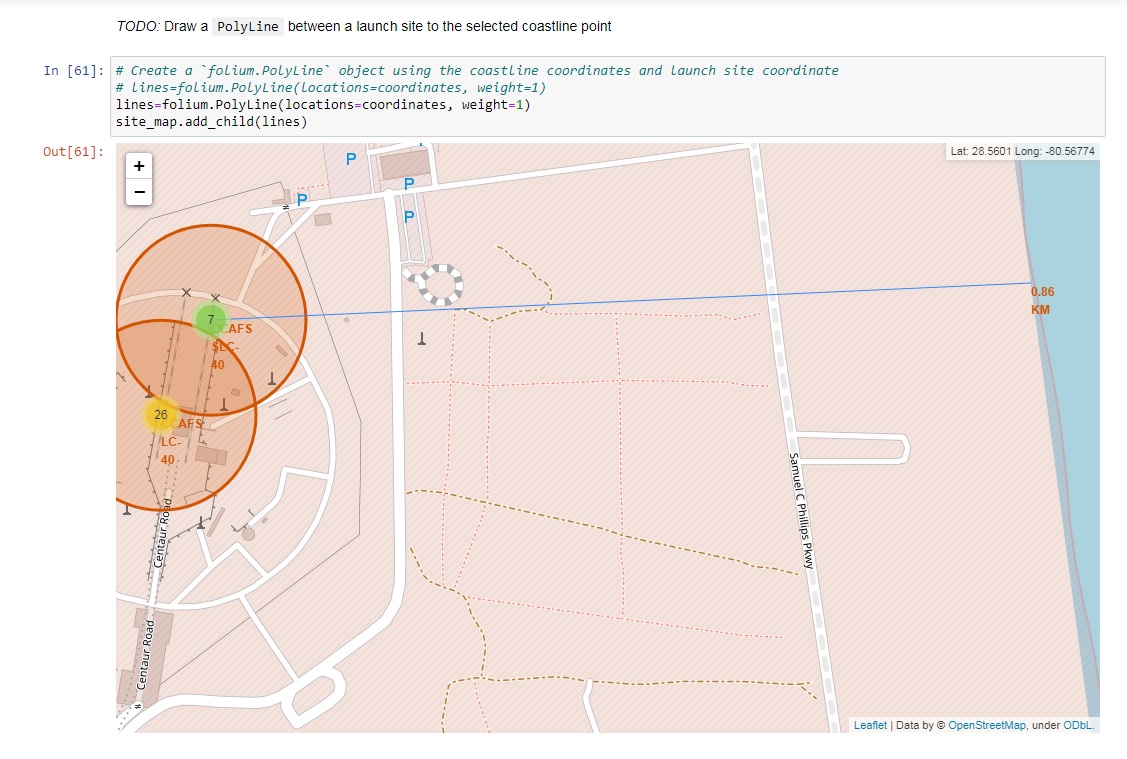 TODO: Draw a PolyLine between a launch site to the selected coastline point
In [61]:
# Create a `folium.PolyLine` object using the coastline coordinates and launch site coordinate
# lines=folium.PolyLine(locations=coordinates, weight=1)
lines=folium.PolyLine(locations=coordinates, weight=1)
site_map.add_child(lines)
Out[61]:
+
−
Lat: 28.5601 Long: -80.56774
P
P
P
P
0.86
KM
7
CCAFS
SLC-
40
26
CCAFS
LC-
40
Samuel C Phillips Pkwy
Centaur Road
Centaur Road
Leaflet | Data by © OpenStreetMap, under ODbL.